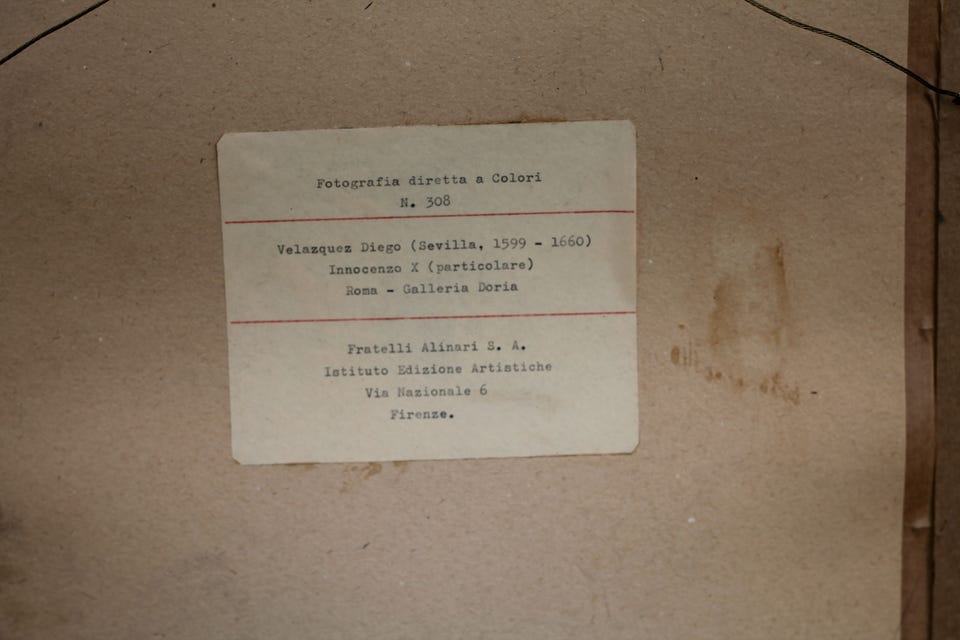 Fotografia diretta a Colori
N. 308
Velazquez Diego (Sevilla, 1599 - 1660)
Innocenzo X (particolare)
Roma - Galleria Doria
Fratelli Alinari S. A.
Istituto Edizione Artistiche
Via Nazionale 6
Firenze.